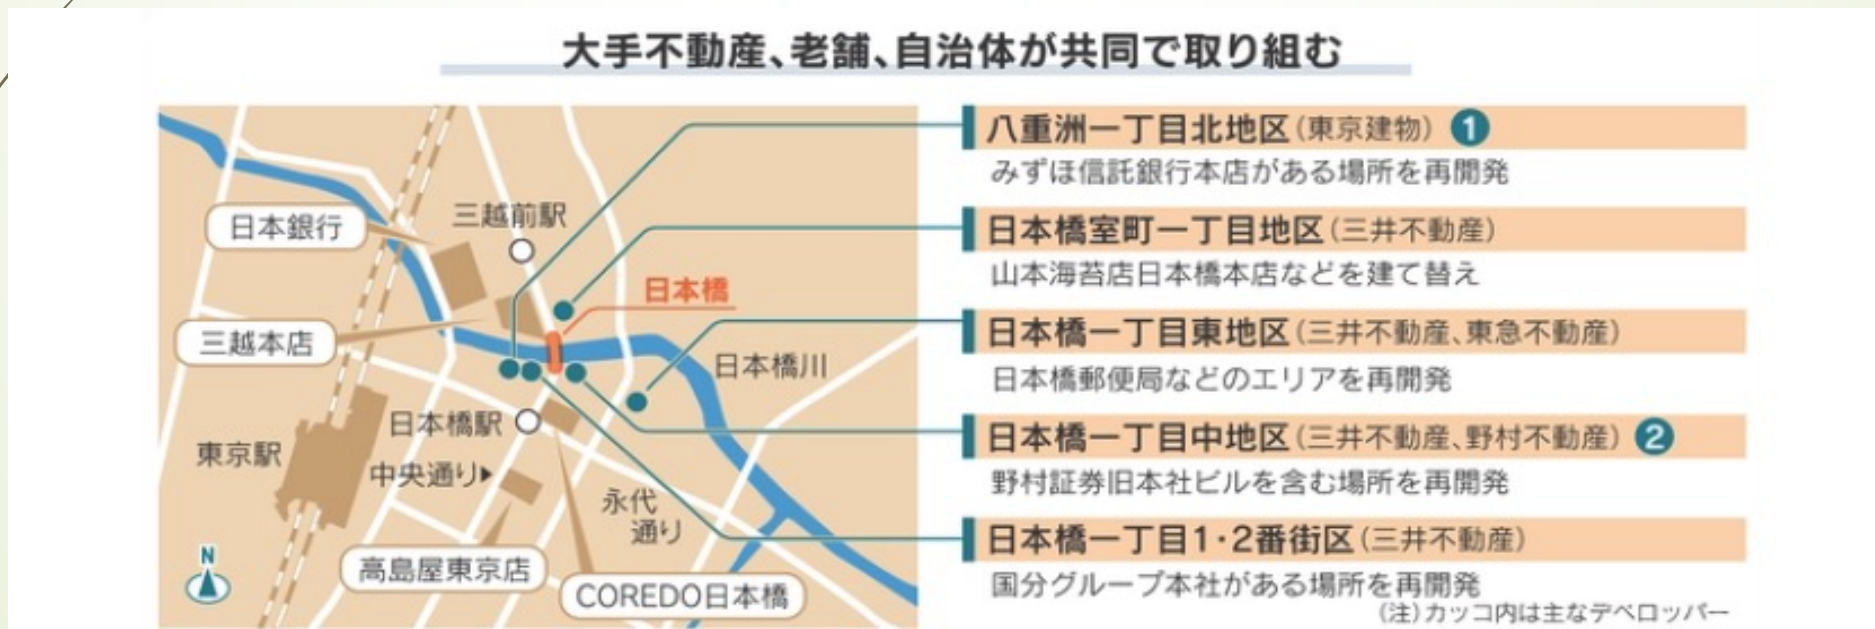 大手不動産、老舗、自治体が共同で取り組む
日本銀行
三越前駅
日本橋
三越本店
日本橋川
日本橋駅
東京駅
中央通り▶
永代
通り
高島屋東京店
COREDO日本橋
N
八重洲一丁目北地区(東京建物) 1
みずほ信託銀行本店がある場所を再開発
日本橋室町一丁目地区(三井不動産)
山本海苔店日本橋本店などを建て替え
日本橋一丁目東地区(三井不動産、東急不動産)
日本橋郵便局などのエリアを再開発
日本橋一丁目中地区(三井不動産、野村不動産) 2
野村証券旧本社ビルを含む場所を再開発
日本橋一丁目1・2番街区(三井不動産)
国分グループ本社がある場所を再開発
(注)カッコ内は主なデベロッパー